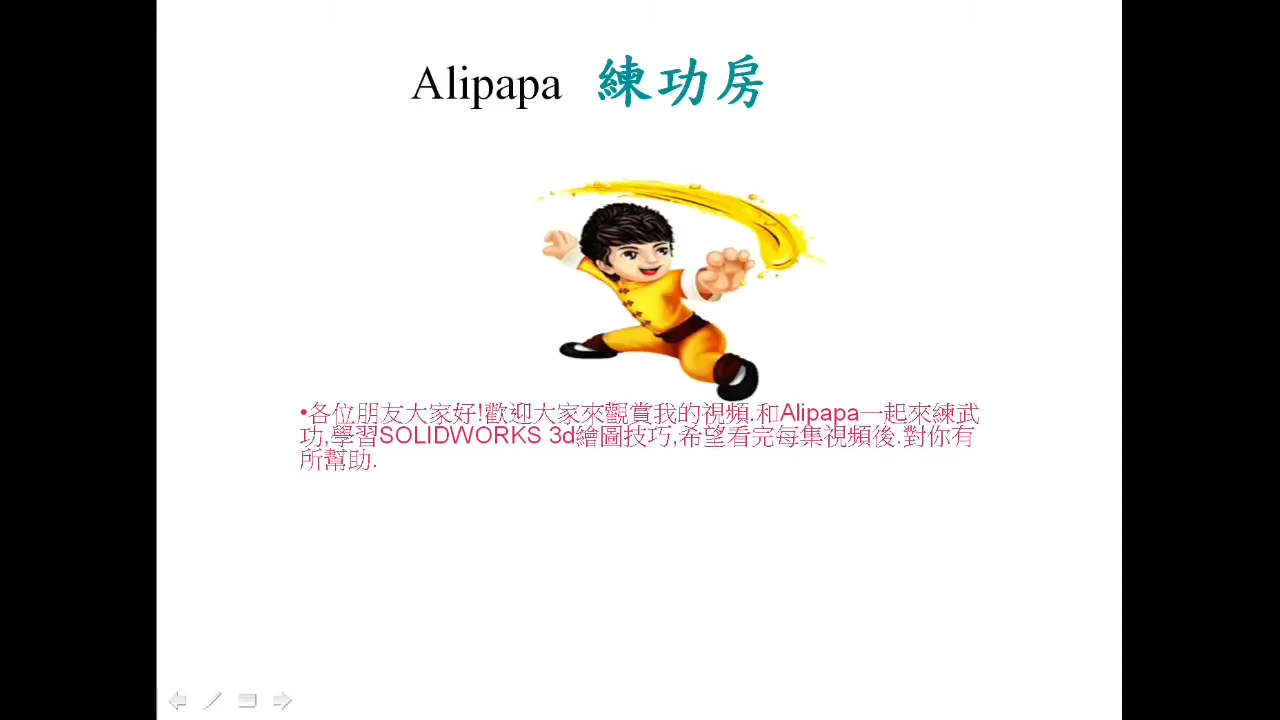 Alipapa 練功房
•各位朋友大家好!歡迎大家來觀賞我的視頻.和Alipapa一起來練武
功,學習SOLIDWORKS 3d繪圖技巧,希望看完每集視頻後.對你有
所幫助.